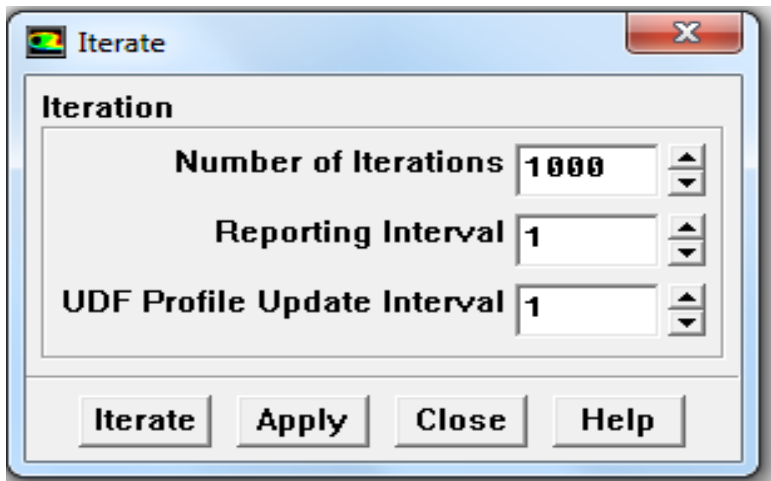 Iterate
Iteration
Number of Iterations 1000
Reporting Interval 1
UDF Profile Update Interval 1
Iterate Apply Close Help